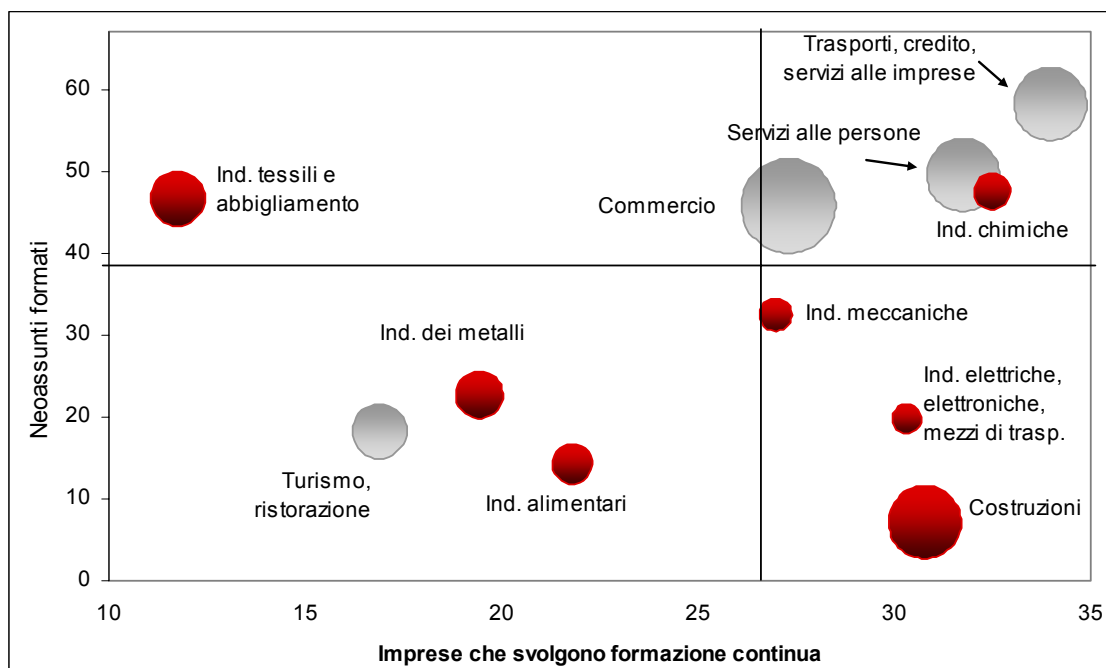 Neoassunti formati
60
50
40
30
20
10
0
Trasporti, credito,
servizi alle imprese
Servizi alle persone
Ind. tessili e
abbigliamento
Commercio
Ind. chimiche
Ind. meccaniche
Ind. dei metalli
Ind. elettriche,
elettroniche,
mezzi di trasp.
Turismo,
ristorazione
Ind. alimentari
Costruzioni
10
15
20
25
30
35
Imprese che svolgono formazione continua